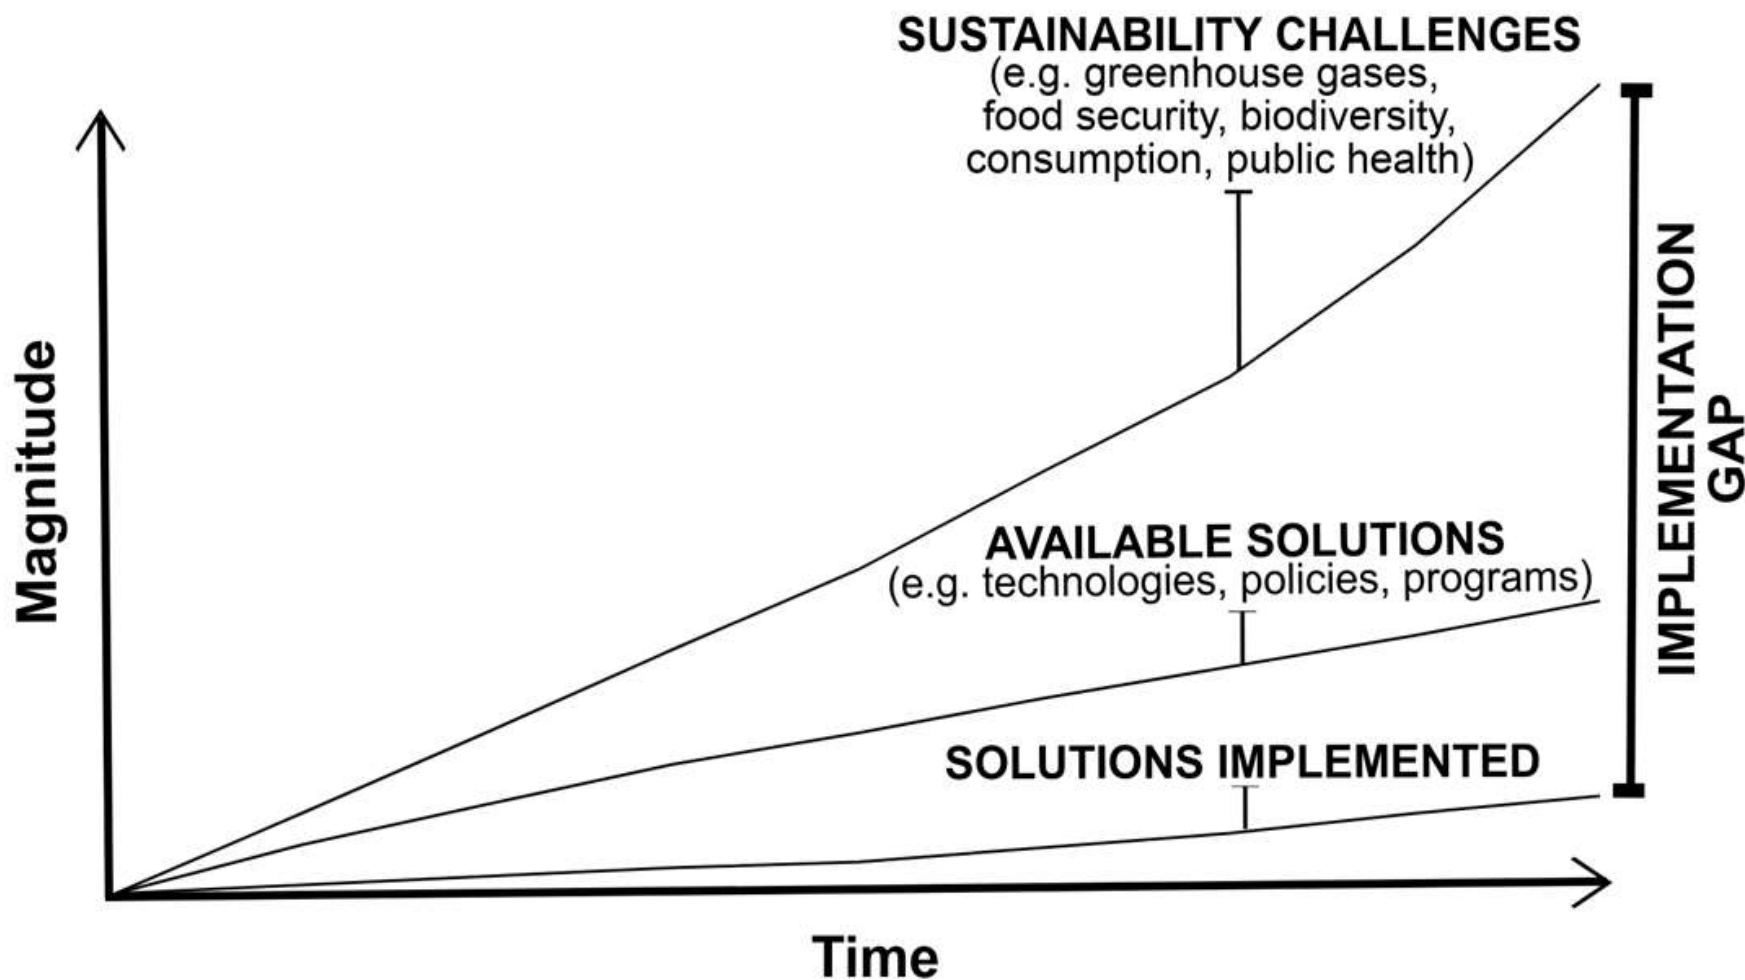 SUSTAINABILITY CHALLENGES
(e.g. greenhouse gases,
food security, biodiversity,
consumption, public health)
Magnitude
AVAILABLE SOLUTIONS
(e.g. technologies, policies, programs)
SOLUTIONS IMPLEMENTED
IMPLEMENTATION
GAP
Time